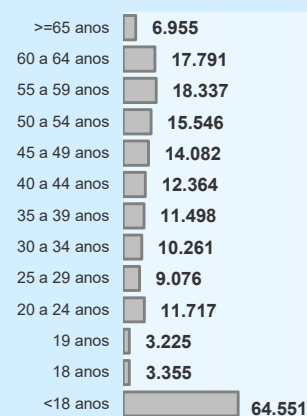 >=65 anos 6.955
60 a 64 anos 17.791
55 a 59 anos 18.337
50 a 54 anos 15.546
45 a 49 anos 14.082
40 a 44 anos 12.364
35 a 39 anos 11.498
30 a 34 anos 10.261
25 a 29 anos 9.076
20 a 24 anos 11.717
19 anos 3.225
18 anos 3.355
<18 anos 64.551